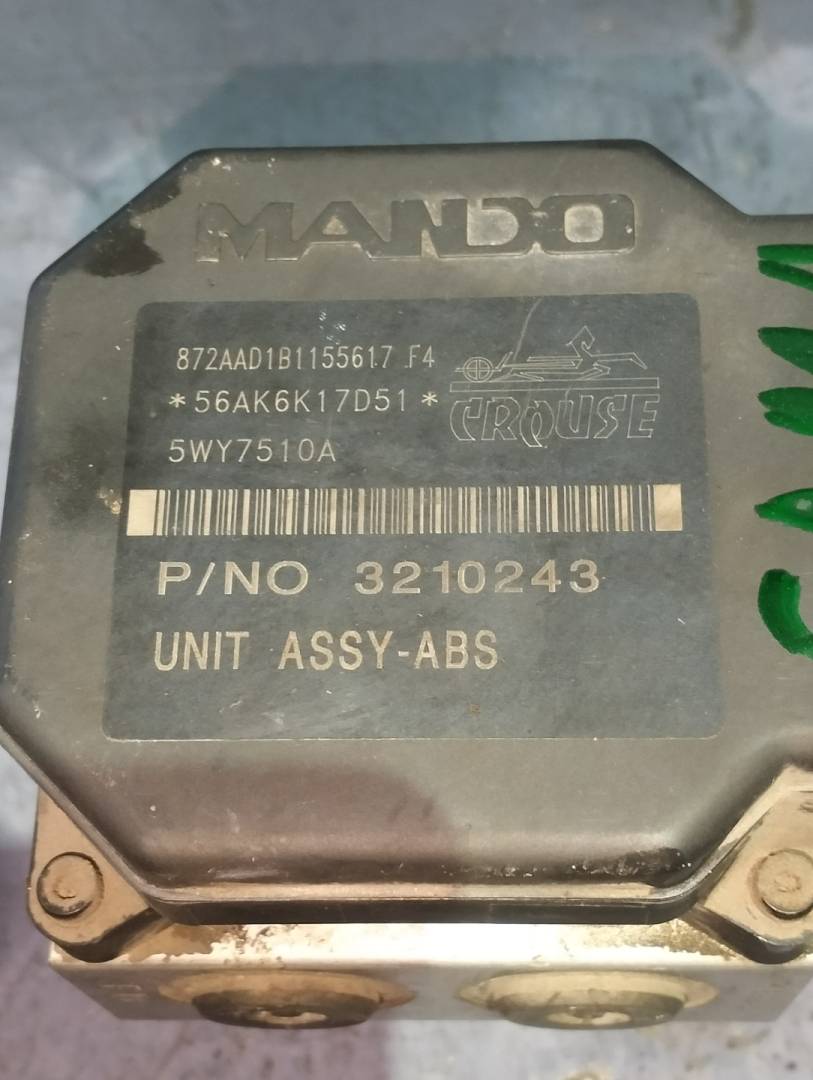 MANDO
872AAD1B1155617 F4
*56AK6K17D51*
CROUSE
5WY7510A
P/NO 3210243
UNIT ASSY-ABS